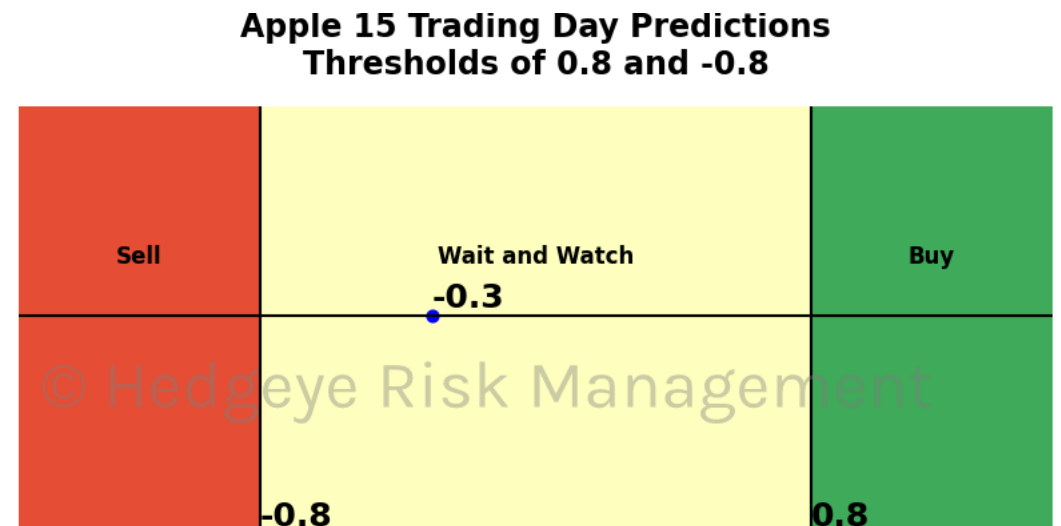 Apple 15 Trading Day Predictions
Thresholds of 0.8 and -0.8
Sell
Wait and Watch
Buy
-0.3
© Hedgeye Risk Management
-0.8
0.8